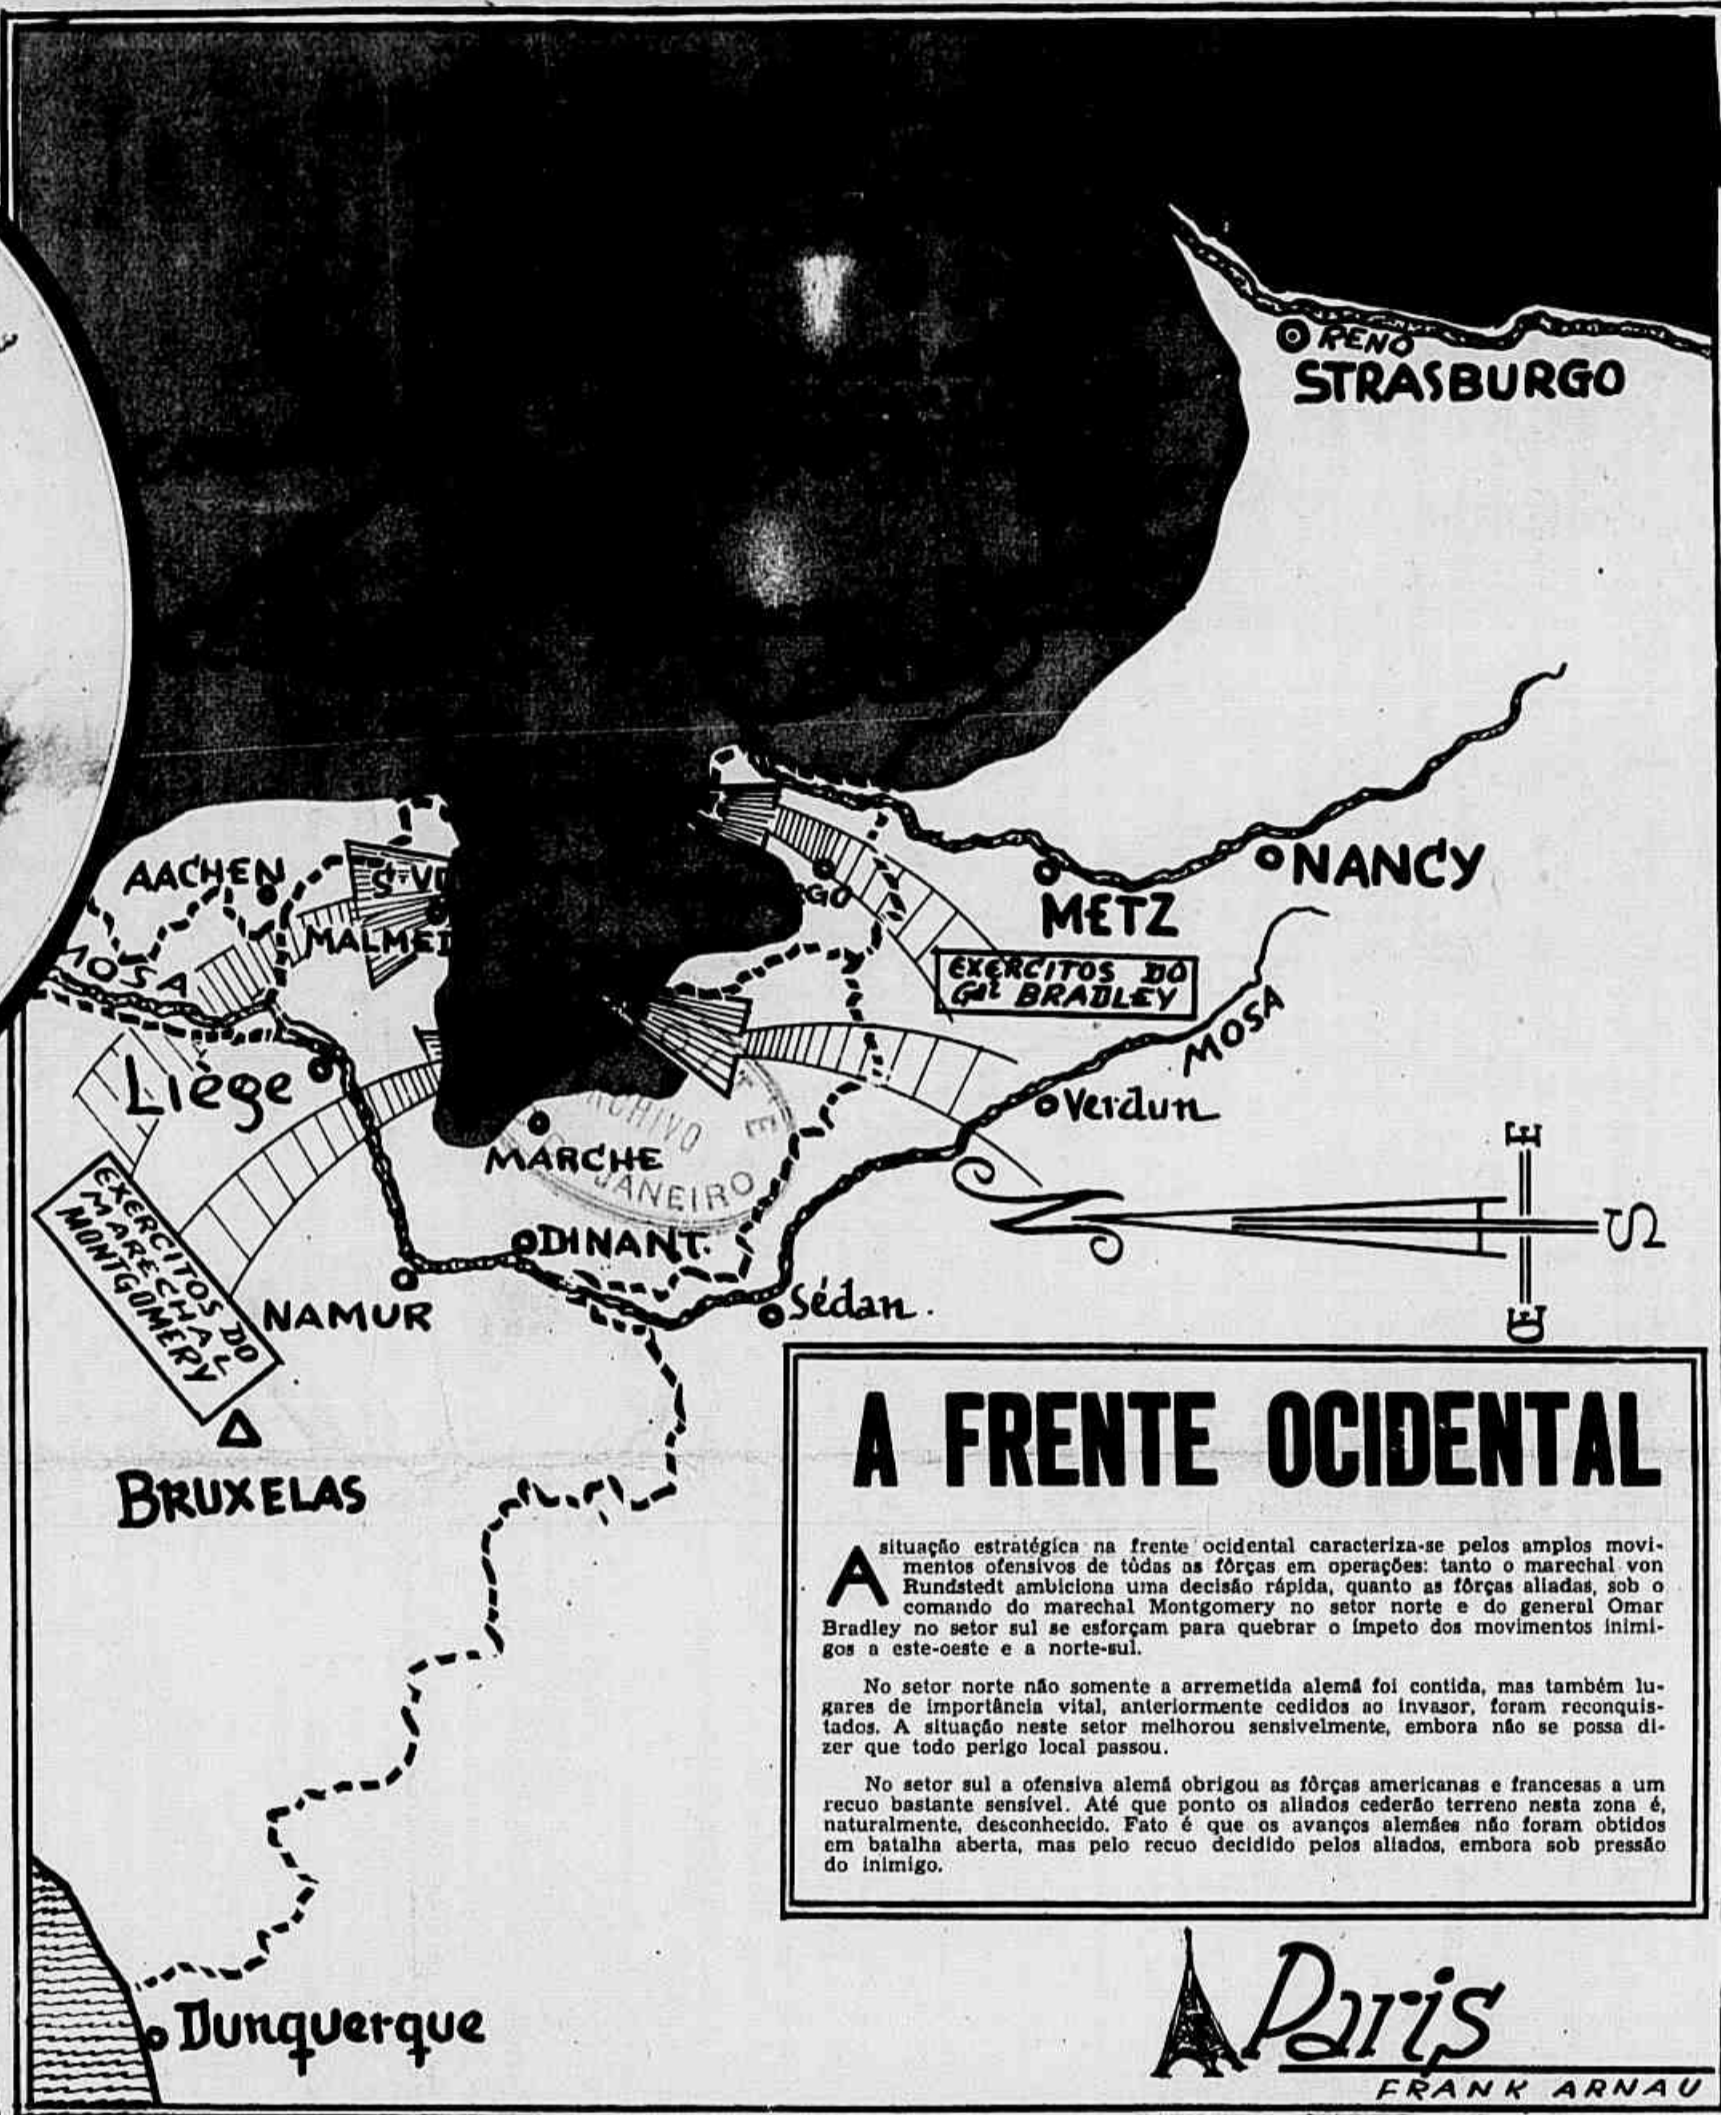 RENO
STRASBURGO
AACHEN
NANCY
METZ
EXERCITOS DO
GAL BRADLEY
MOSA
Liège
Verdun
ARCHIVO
MARCHE
JANEIRO
E
S
DINANT.
NAMUR
Sédan.
EXERCITOS DO
MARECHAL
MONTGOMERY
BRUXELAS
A FRENTE OCIDENTAL
A situação estratégica na frente ocidental caracteriza-se pelos amplos movi-
mentos ofensivos de tôdas as fôrças em operações: tanto o marechal von
Rundstedt ambiciona uma decisão rápida, quanto as fôrças aliadas, sob o
comando do marechal Montgomery no setor norte e do general Omar
Bradley no setor sul se esforçam para quebrar o ímpeto dos movimentos inimi-
gos a este-oeste e a norte-sul.
No setor norte não somente a arremetida alemã foi contida, mas também lu-
gares de importância vital, anteriormente cedidos ao invasor, foram reconquis-
tados. A situação neste setor melhorou sensivelmente, embora não se possa di-
zer que todo perigo local passou.
No setor sul a ofensiva alemã obrigou as fôrças americanas e francesas a um
recuo bastante sensível. Até que ponto os aliados cederão terreno nesta zona é,
naturalmente, desconhecido. Fato é que os avanços alemães não foram obtidos
em batalha aberta, mas pelo recuo decidido pelos aliados, embora sob pressão
do inimigo.
Dunquerque
Paris
FRANK ARNAU